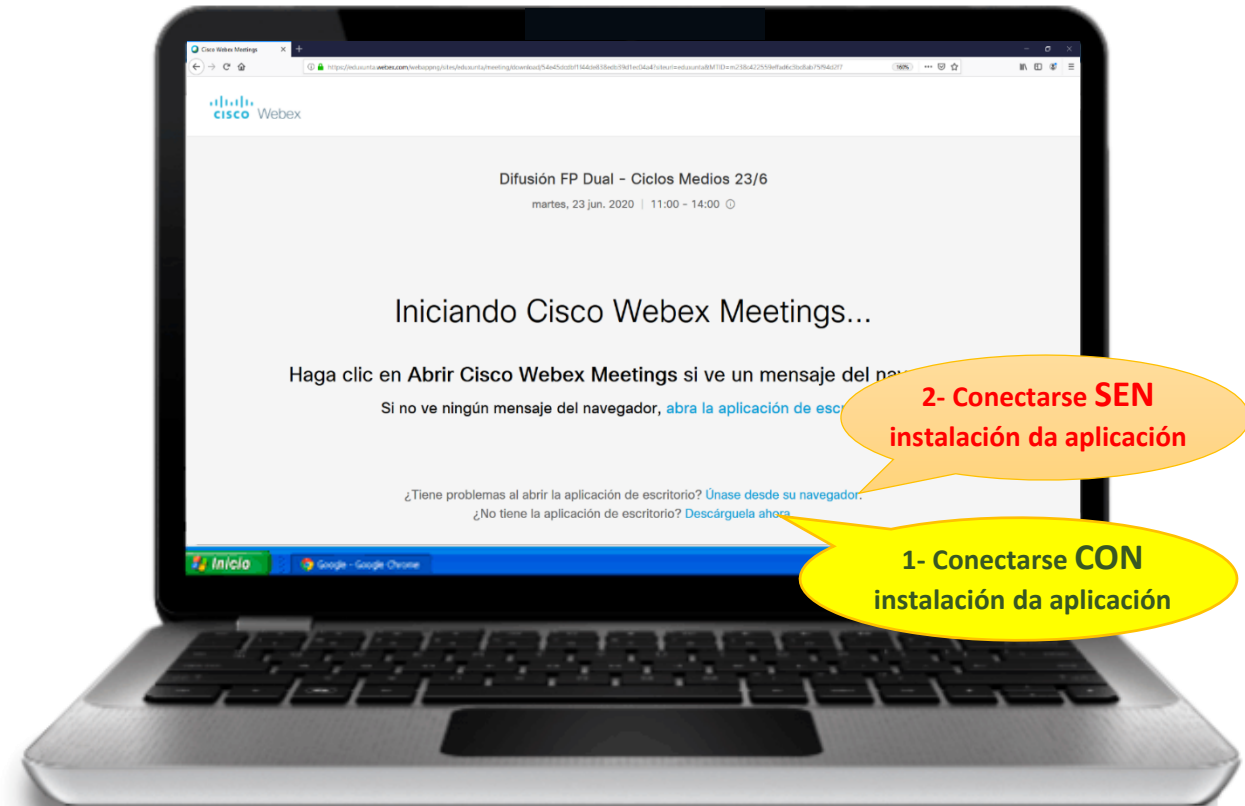 Cisco Webex Meetings
160%
CISCO Webex
Difusión FP Dual - Ciclos Medios 23/6
martes, 23 jun. 2020 | 11:00 - 14:00
Iniciando Cisco Webex Meetings...
Haga clic en Abrir Cisco Webex Meetings si ve un mensaje del
Si no ve ningún mensaje del navegador, abra la aplicación de
2- Conectarse SEN
instalación da aplicación
¿Tiene problemas al abrir la aplicación de escritorio? Únase desde su navegador.
¿No tiene la aplicación de escritorio? Descárguela ahora
1- Conectarse CON
instalación da aplicación
Inicio
Google - Google Chrome